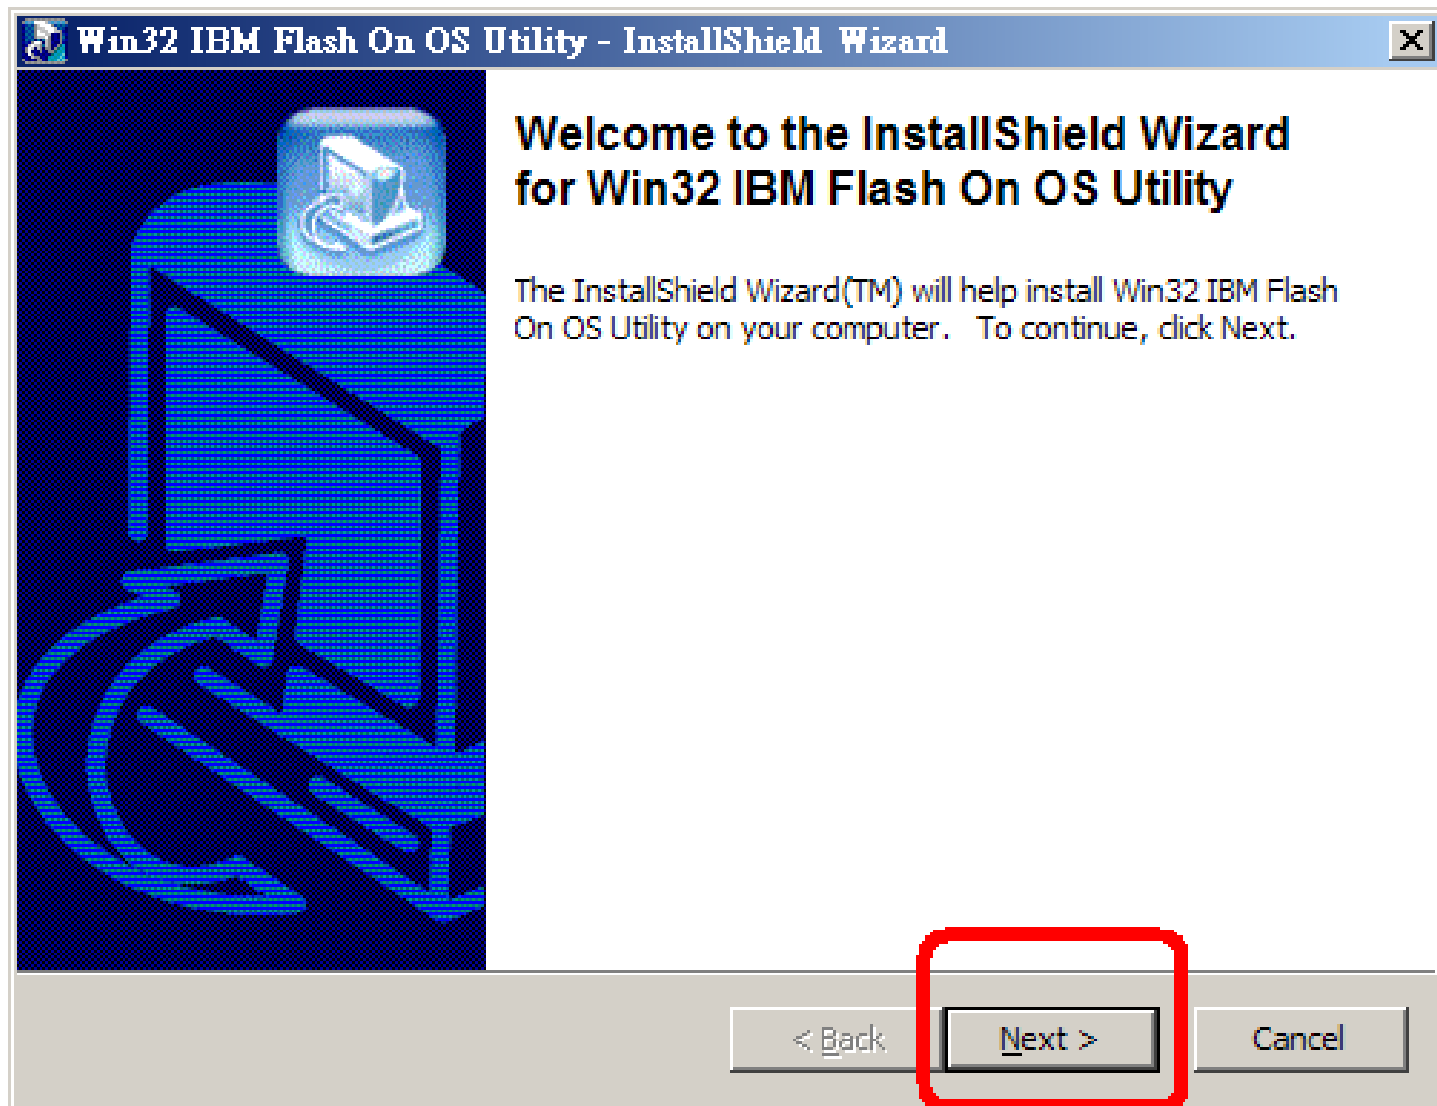 Win32 IBM Flash On OS Utility - InstallShield Wizard
Welcome to the InstallShield Wizard
for Win32 IBM Flash On OS Utility
The InstallShield Wizard(TM) will help install Win32 IBM Flash
On OS Utility on your computer.  To continue, click Next.
< Back
Next >
Cancel